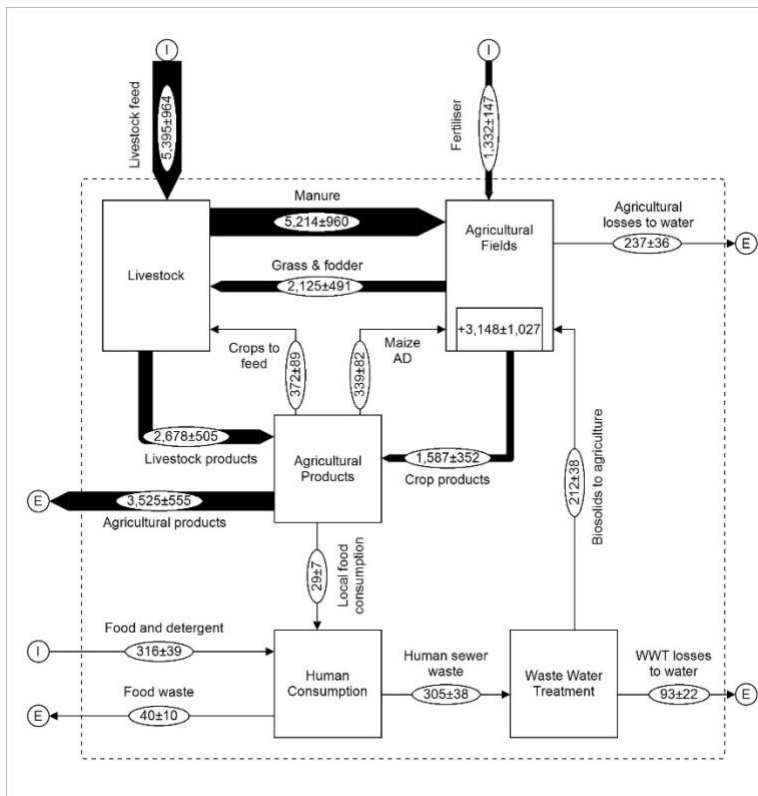 I
I
Livestock feed
5,395±964
Fertiliser
1,332±147
Manure
5,214±960
Livestock
Agricultural
Fields
Agricultural
losses to water
237±36
E
Grass & fodder
2,125±491
+3,148±1,027
Crops to
feed
372±89
339±82
Maize
AD
2,678±505
Livestock products
Agricultural
Products
1,587±352
Crop products
212±38
Biosolids to agriculture
E
3,525±555
Agricultural products
29±7
Local food
consumption
Food and detergent
I
316±39
Human
Consumption
Human sewer
waste
305±38
Waste Water
Treatment
WWT losses
to water
93±22
E
Food waste
E
40±10